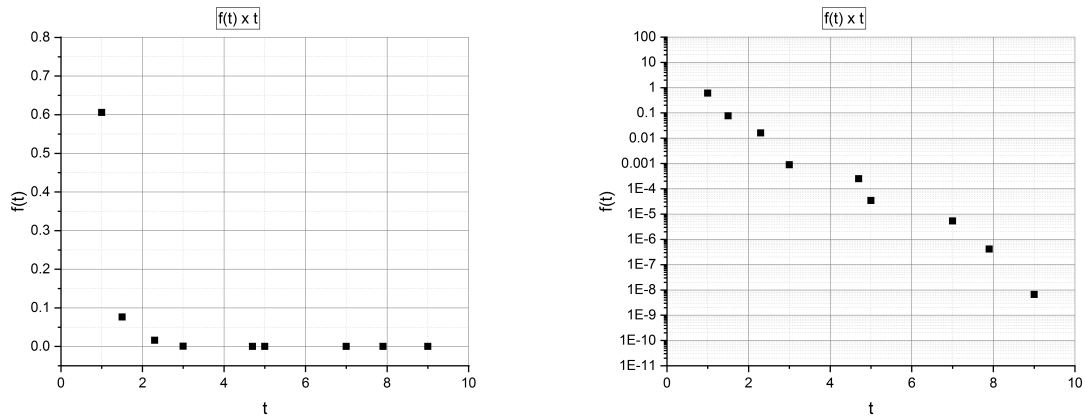 f(t) x t
0.8
0.7
0.6
0.5
0.4
0.3
0.2
0.1
0.0
f(t)
0 2 4 6 8 10
t
f(t) x t
100
10
1
0.1
0.01
0.001
1E-4
1E-5
1E-6
1E-7
1E-8
1E-9
1E-10
1E-11
f(t)
0 2 4 6 8 10
t